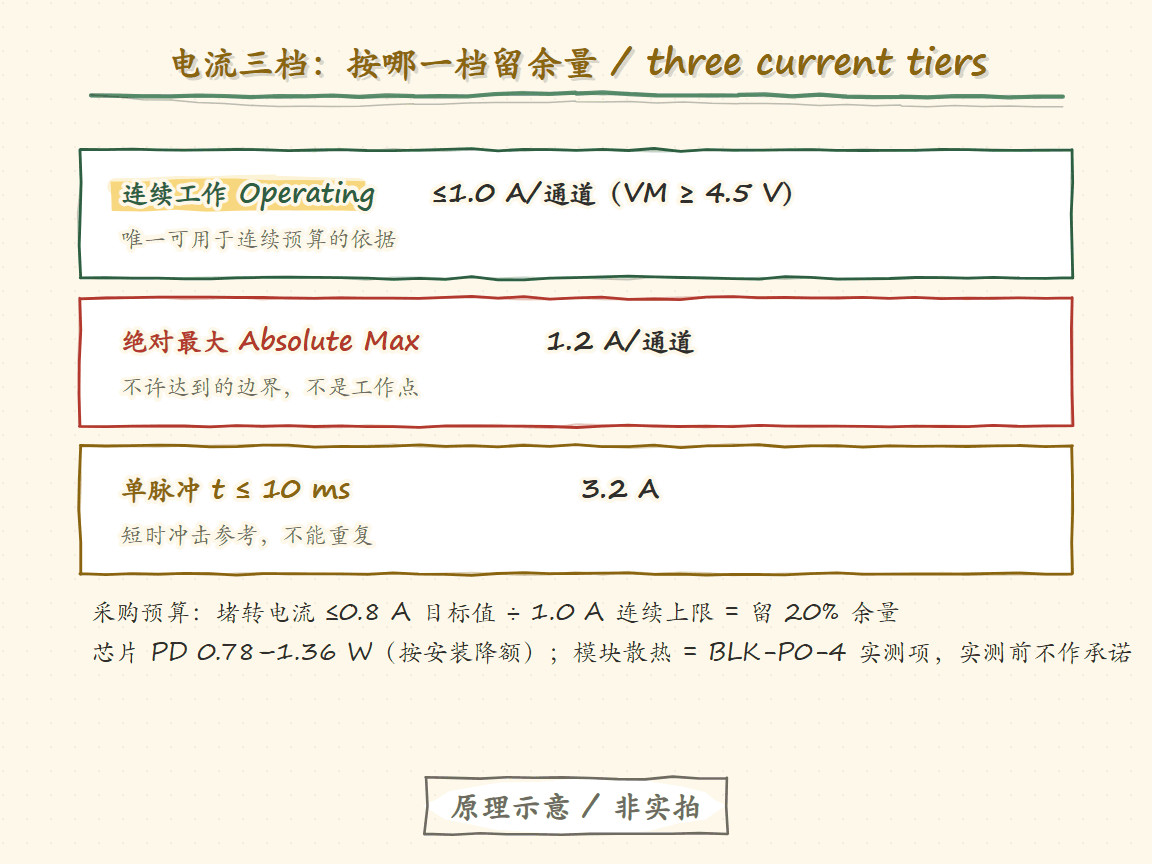 电流三档：按哪一档留余量 / three current tiers
连续工作 Operating ≤1.0 A/通道（VM ≥ 4.5 V）
唯一可用于连续预算的依据
绝对最大 Absolute Max 1.2 A/通道
不许达到的边界，不是工作点
单脉冲 t ≤ 10 ms 3.2 A
短时冲击参考，不能重复
采购预算：堵转电流 ≤0.8 A 目标值 ÷ 1.0 A 连续上限 = 留 20% 余量
芯片 PD 0.78–1.36 W（按安装降额）；模块散热 = BLK-P0-4 实测项，实测前不作承诺
原理示意 / 非实拍